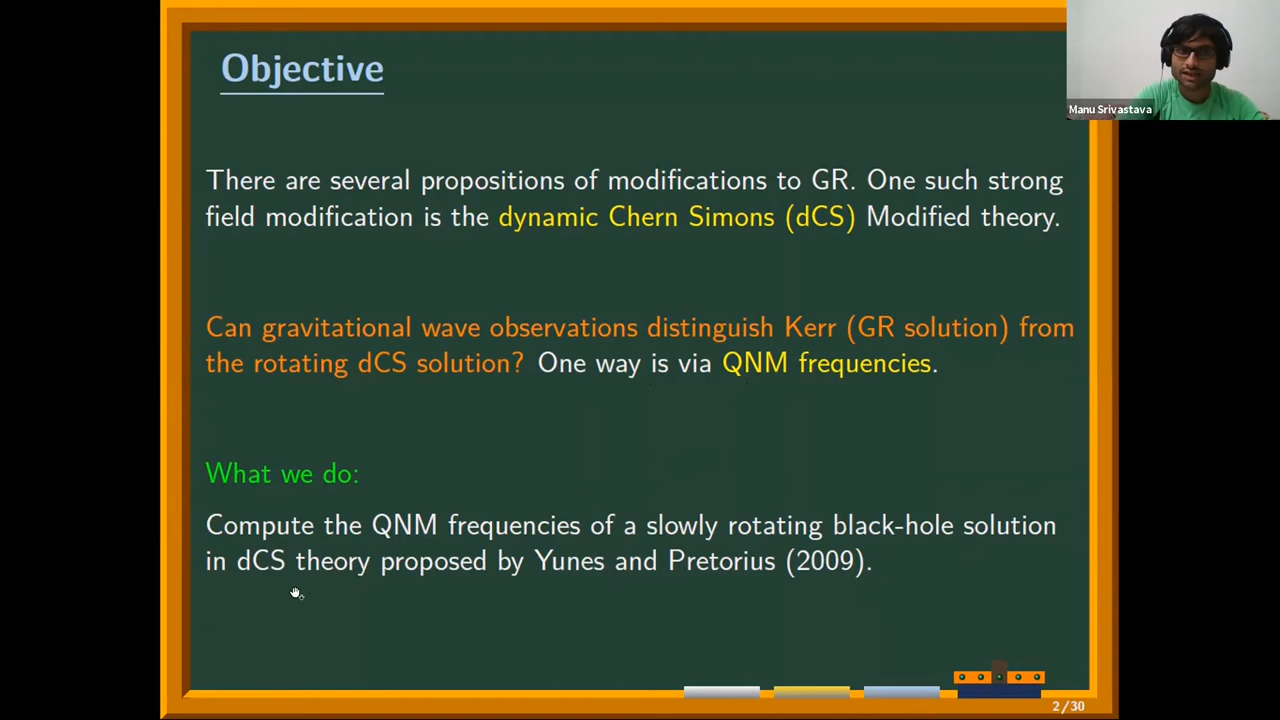 Objective
Manu Srivastava
There are several propositions of modifications to GR. One such strong
field modification is the dynamic Chern Simons (dCS) Modified theory.
Can gravitational wave observations distinguish Kerr (GR solution) from
the rotating dCS solution? One way is via QNM frequencies.
What we do:
Compute the QNM frequencies of a slowly rotating black-hole solution
in dCS theory proposed by Yunes and Pretorius (2009).
2/30